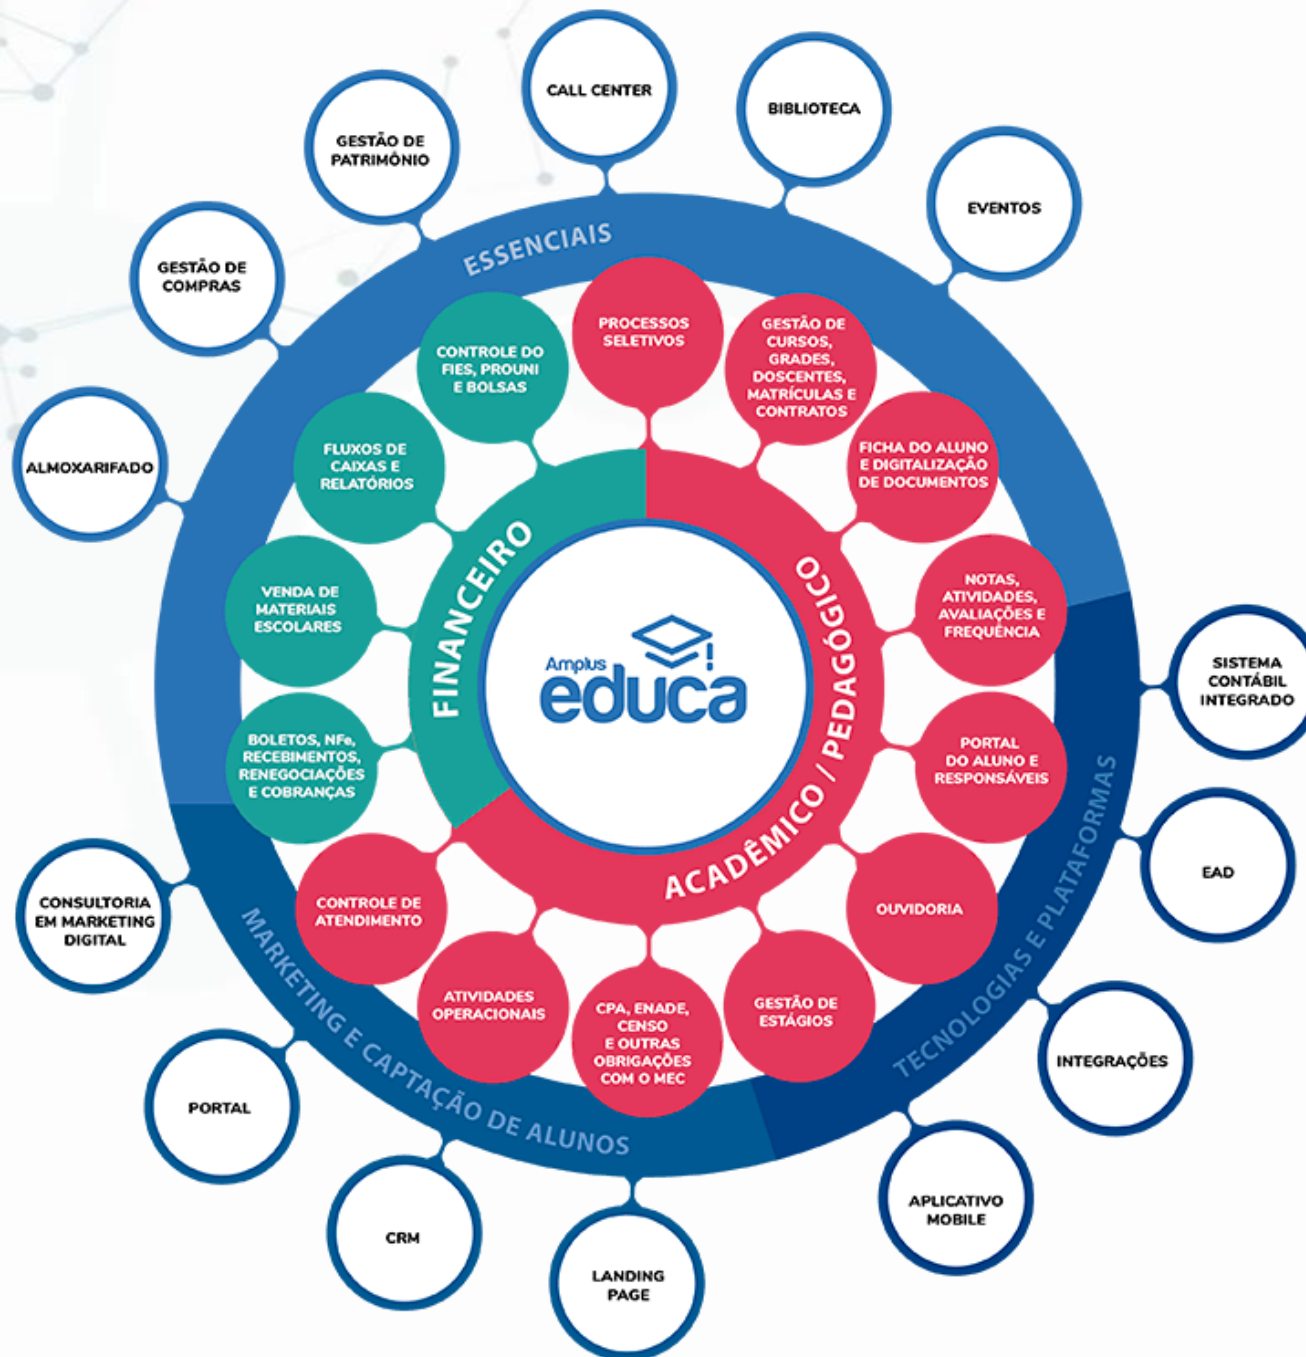 CALL CENTER
BIBLIOTECA
GESTÃO DE
PATRIMÔNIO
EVENTOS
GESTÃO DE
COMPRAS
ALMOXARIFADO
ESSENCIAIS
PROCESSOS
SELETIVOS
GESTÃO DE
CURSOS,
GRADES,
DOSCENTES,
MATRÍCULAS E
CONTRATOS
CONTROLE DO
FIES, PROUNI
E BOLSAS
FICHA DO ALUNO
E DIGITALIZAÇÃO
DE DOCUMENTOS
FLUXOS DE
CAIXAS E
RELATÓRIOS
NOTAS,
ATIVIDADES,
AVALIAÇÕES E
FREQUÊNCIA
VENDA DE
MATERIAIS
ESCOLARES
FINANCEIRO
ACADÊMICO / PEDAGÓGICO
Amplus
educa
BOLETOS, NFe,
RECEBIMENTOS,
RENEGOCIAÇÕES
E COBRANÇAS
PORTAL
DO ALUNO E
RESPONSÁVEIS
CONTROLE DE
ATENDIMENTO
OUVIDORIA
ATIVIDADES
OPERACIONAIS
CPA, ENADE,
CENSO
E OUTRAS
OBRIGAÇÕES
COM O MEC
GESTÃO DE
ESTÁGIOS
SISTEMA
CONTÁBIL
INTEGRADO
EAD
TECNOLOGIAS E PLATAFORMAS
INTEGRAÇÕES
APLICATIVO
MOBILE
MARKETING E CAPTAÇÃO DE ALUNOS
CONSULTORIA
EM MARKETING
DIGITAL
PORTAL
CRM
LANDING
PAGE